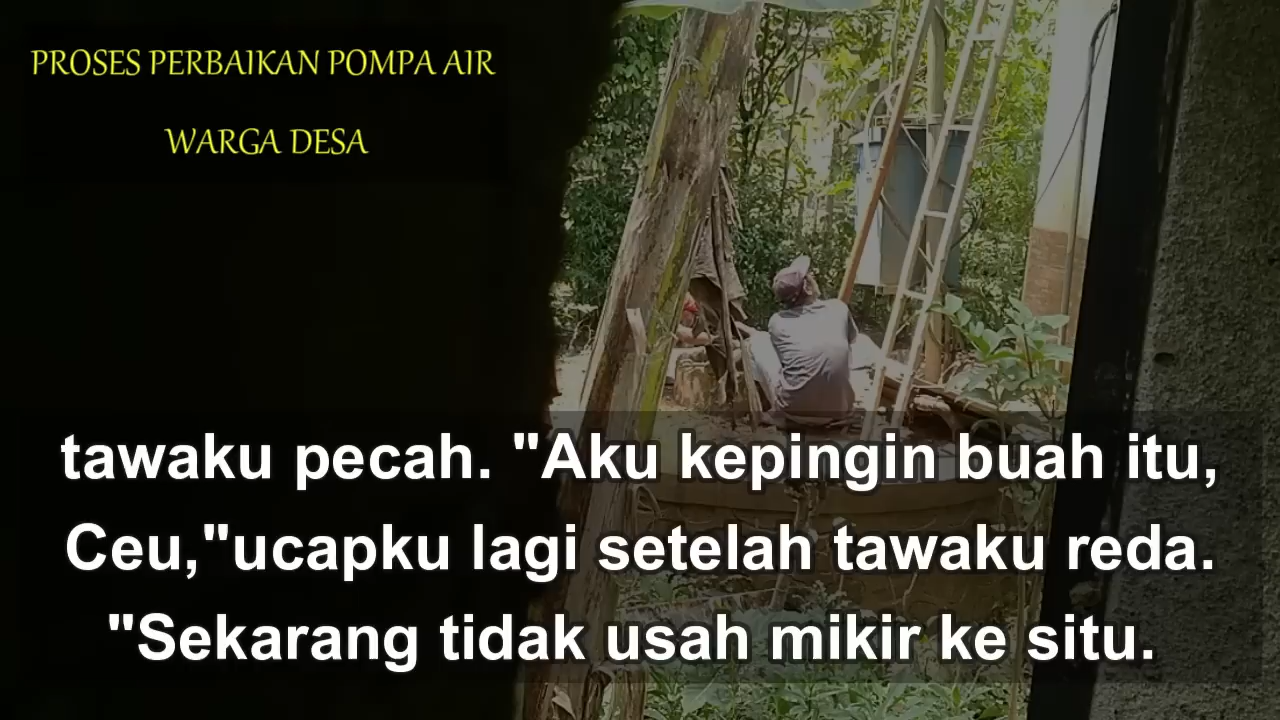 PROSES PERBAIKAN POMPA AIR
WARGA DESA
tawaku pecah. "Aku kepingin buah itu,
Ceu,"ucapku lagi setelah tawaku reda.
"Sekarang tidak usah mikir ke situ.